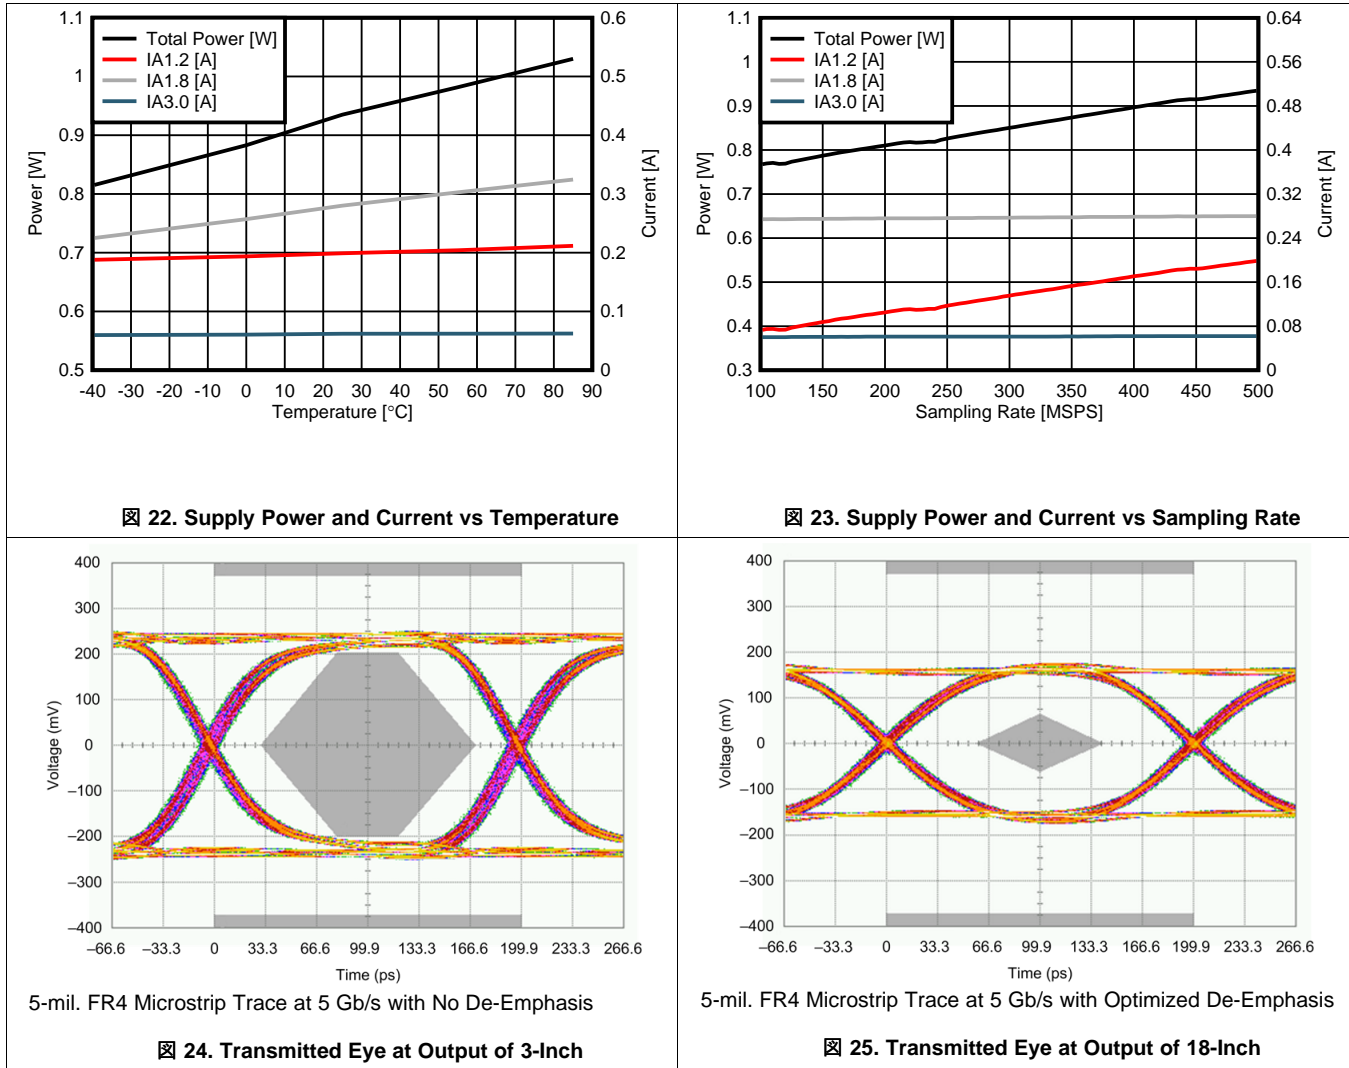 1.1
1
0.9
0.8
0.7
0.6
0.5
Power [W]
Total Power [W]
IA1.2 [A]
IA1.8 [A]
IA3.0 [A]
0.6
0.5
0.4
0.3
0.2
0.1
0
Current [A]
-40 -30 -20 -10 0 10 20 30 40 50 60 70 80 90
Temperature [°C]
図 22. Supply Power and Current vs Temperature
1.1
1
0.9
0.8
0.7
0.6
0.5
0.4
0.3
Power [W]
Total Power [W]
IA1.2 [A]
IA1.8 [A]
IA3.0 [A]
0.64
0.56
0.48
0.4
0.32
0.24
0.16
0.08
0
Current [A]
100 150 200 250 300 350 400 450 500
Sampling Rate [MSPS]
図 23. Supply Power and Current vs Sampling Rate
400
300
200
100
0
–100
–200
–300
–400
Voltage (mV)
–66.6 –33.3 0 33.3 66.6 99.9 133.3 166.6 199.9 233.3 266.6
Time (ps)
5-mil. FR4 Microstrip Trace at 5 Gb/s with No De-Emphasis
図 24. Transmitted Eye at Output of 3-Inch
400
300
200
100
0
–100
–200
–300
–400
Voltage (mV)
–66.6 –33.3 0 33.3 66.6 99.9 133.3 166.6 199.9 233.3 266.6
Time (ps)
5-mil. FR4 Microstrip Trace at 5 Gb/s with Optimized De-Emphasis
図 25. Transmitted Eye at Output of 18-Inch